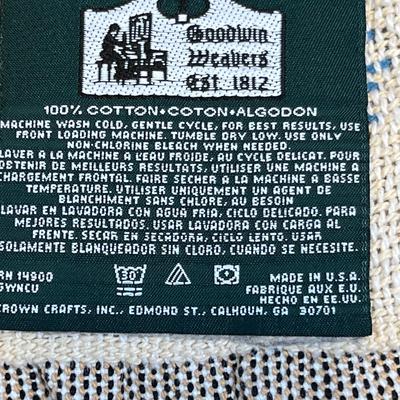 Goodwin
Weavers
Est 1812
100% COTTON•COTON•ALGODON
MACHINE WASH COLD, GENTLE CYCLE, FOR BEST RESULTS, USE
FRONT LOADING MACHINE. TUMBLE DRY LOW. USE ONLY
NON-CHLORINE BLEACH WHEN NEEDED.
LAVER A LA MACHINE A L'EAU FROIDE, AU CYCLE DELICAT. POUR
OBTENIR DE MEILLEURS RESULTATS, UTILISER UNE MACHINE A
CHARGEMENT FRONTAL. FAIRE SECHER A LA MACHINE A BASSE
TEMPERATURE. UTILISER UNIQUEMENT UN AGENT DE
BLANCHIMENT SANS CHLORE, AU BESOIN
LAVAR EN LAVADORA CON AGUA FRIA, CICLO DELICADO. PARA
MEJORES RESULTADOS. USAR LAVADORA CON CARGA AL
FRENTE. SECAR EN SECADORA, CICLO LENTO. USAR
SOLAMENTE BLANQUEADOR SIN CLORO, CUANDO SE NECESITE.
RN 14900
GWNCU
30
MADE IN U.S.A.
FABRIQUE AUX E.U.
HECHO EN EE.UU.
CROWN CRAFTS, INC., EDMOND ST., CALHOUN, GA 30701